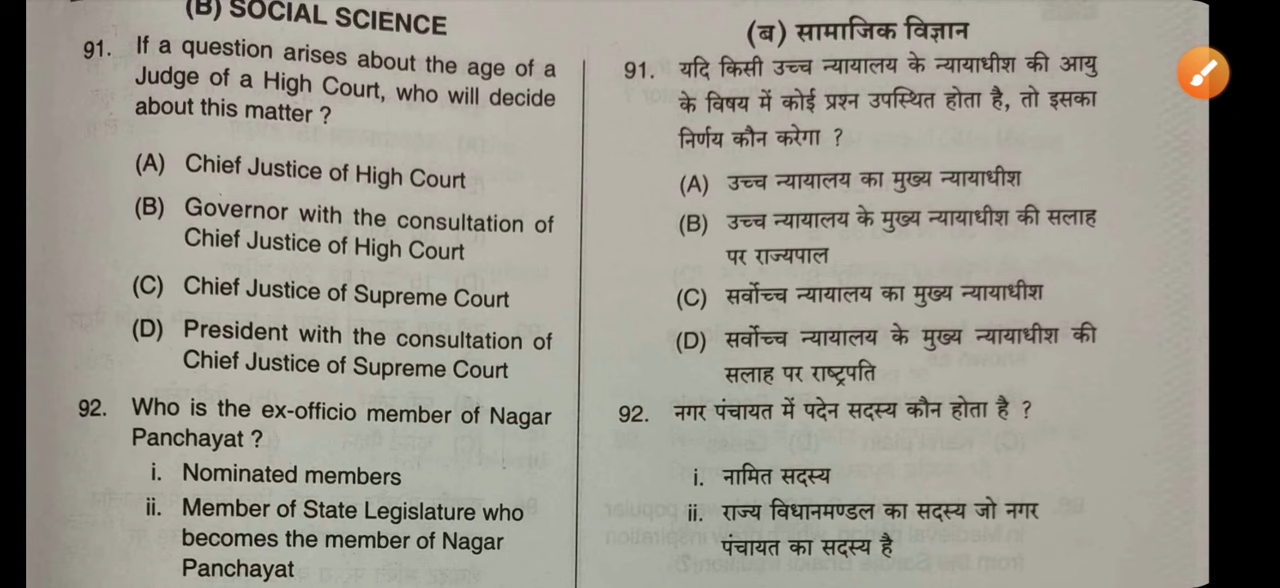 (B) SOCIAL SCIENCE
91. If a question arises about the age of a
Judge of a High Court, who will decide
about this matter ?
(A) Chief Justice of High Court
(B) Governor with the consultation of
Chief Justice of High Court
(C) Chief Justice of Supreme Court
(D) President with the consultation of
Chief Justice of Supreme Court
92. Who is the ex-officio member of Nagar
Panchayat ?
i. Nominated members
ii. Member of State Legislature who
becomes the member of Nagar
Panchayat
(ब) सामाजिक विज्ञान
91. यदि किसी उच्च न्यायालय के न्यायाधीश की आयु
के विषय में कोई प्रश्न उपस्थित होता है, तो इसका
निर्णय कौन करेगा ?
(A) उच्च न्यायालय का मुख्य न्यायाधीश
(B) उच्च न्यायालय के मुख्य न्यायाधीश की सलाह
पर राज्यपाल
(C) सर्वोच्च न्यायालय का मुख्य न्यायाधीश
(D) सर्वोच्च न्यायालय के मुख्य न्यायाधीश की
सलाह पर राष्ट्रपति
92. नगर पंचायत में पदेन सदस्य कौन होता है ?
i. नामित सदस्य
ii. राज्य विधानमण्डल का सदस्य जो नगर
पंचायत का सदस्य है